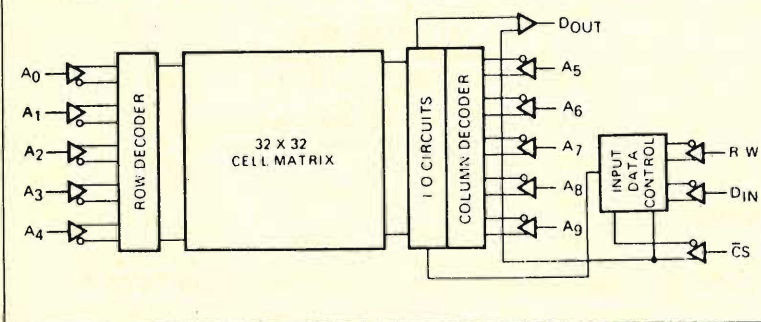 A0
A1
A2
A3
A4
ROW DECODER
32 X 32
CELL MATRIX
I O CIRCUITS
COLUMN DECODER
DOUT
A5
A6
A7
A8
A9
INPUT
DATA
CONTROL
R W
DIN
C̅S̅